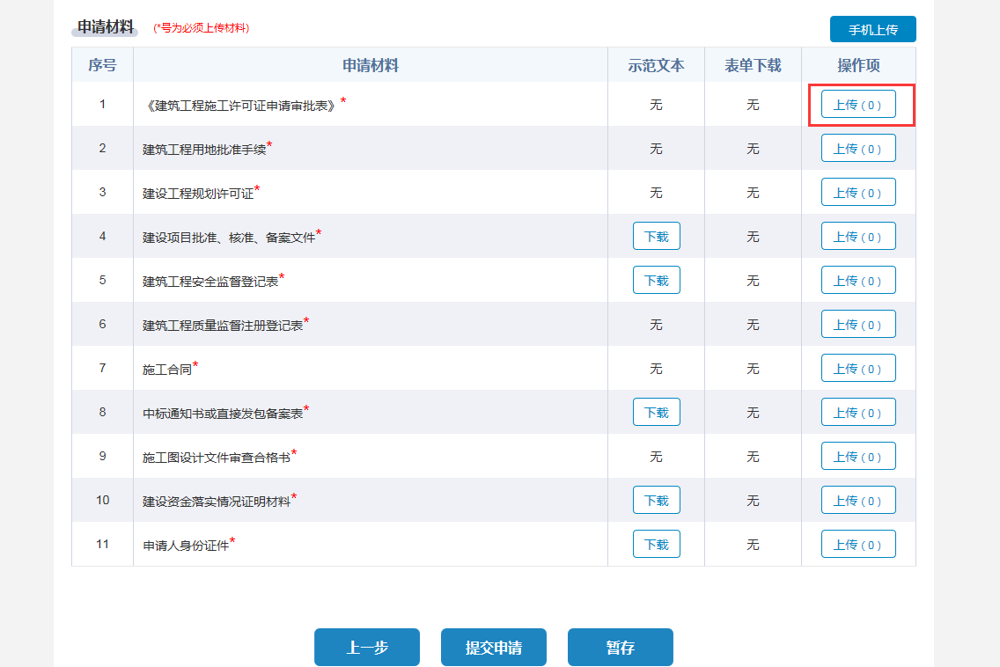 申请材料 (*号为必须上传材料) 手机上传
序号 申请材料 示范文本 表单下载 操作项
1 《建筑工程施工许可证申请审批表》* 无 无 上传 ( 0 )
2 建筑工程用地批准手续* 无 无 上传 ( 0 )
3 建设工程规划许可证* 无 无 上传 ( 0 )
4 建设项目批准、核准、备案文件* 下载 无 上传 ( 0 )
5 建筑工程安全监督登记表* 下载 无 上传 ( 0 )
6 建筑工程质量监督注册登记表* 无 无 上传 ( 0 )
7 施工合同* 无 无 上传 ( 0 )
8 中标通知书或直接发包备案表* 下载 无 上传 ( 0 )
9 施工图设计文件审查合格书* 无 无 上传 ( 0 )
10 建设资金落实情况证明材料* 下载 无 上传 ( 0 )
11 申请人身份证件* 下载 无 上传 ( 0 )
上一步 提交申请 暂存